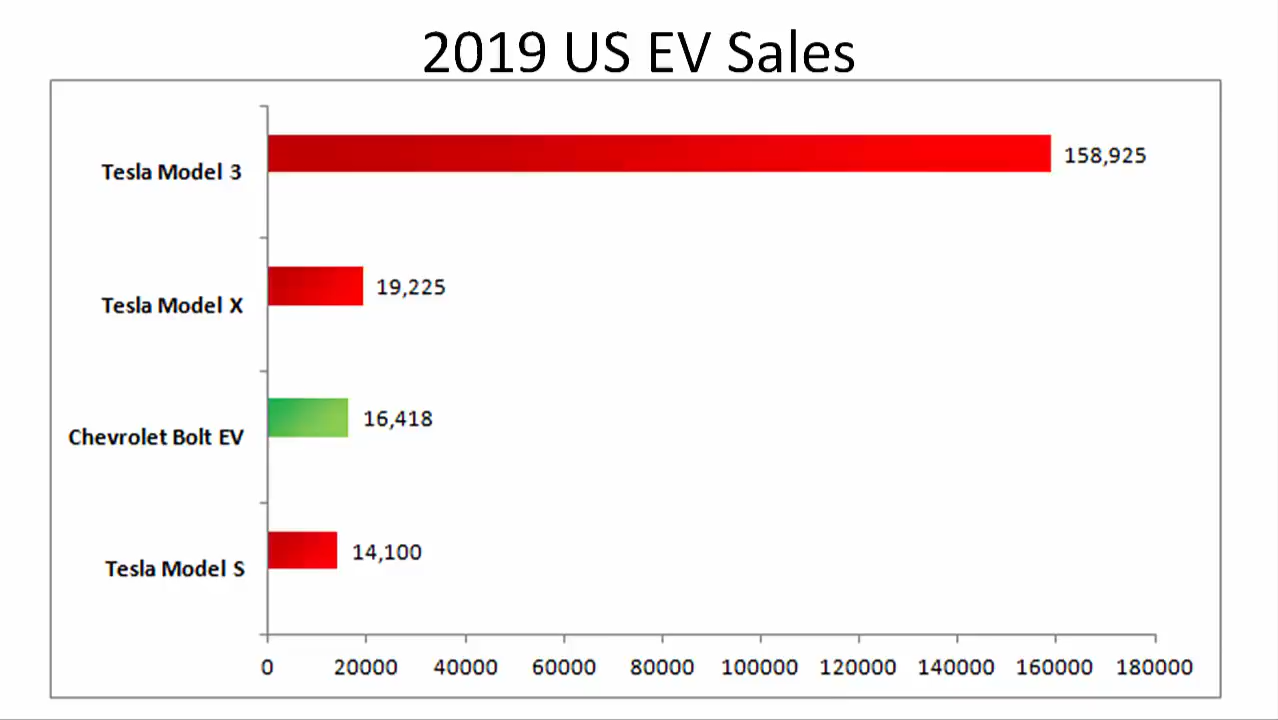 2019 US EV Sales
Tesla Model 3
158,925
Tesla Model X
19,225
Chevrolet Bolt EV
16,418
Tesla Model S
14,100
0 20000 40000 60000 80000 100000 120000 140000 160000 180000